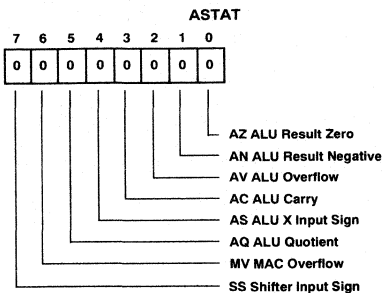 ASTAT
7 6 5 4 3 2 1 0
0 0 0 0 0 0 0 0
AZ ALU Result Zero
AN ALU Result Negative
AV ALU Overflow
AC ALU Carry
AS ALU X Input Sign
AQ ALU Quotient
MV MAC Overflow
SS Shifter Input Sign